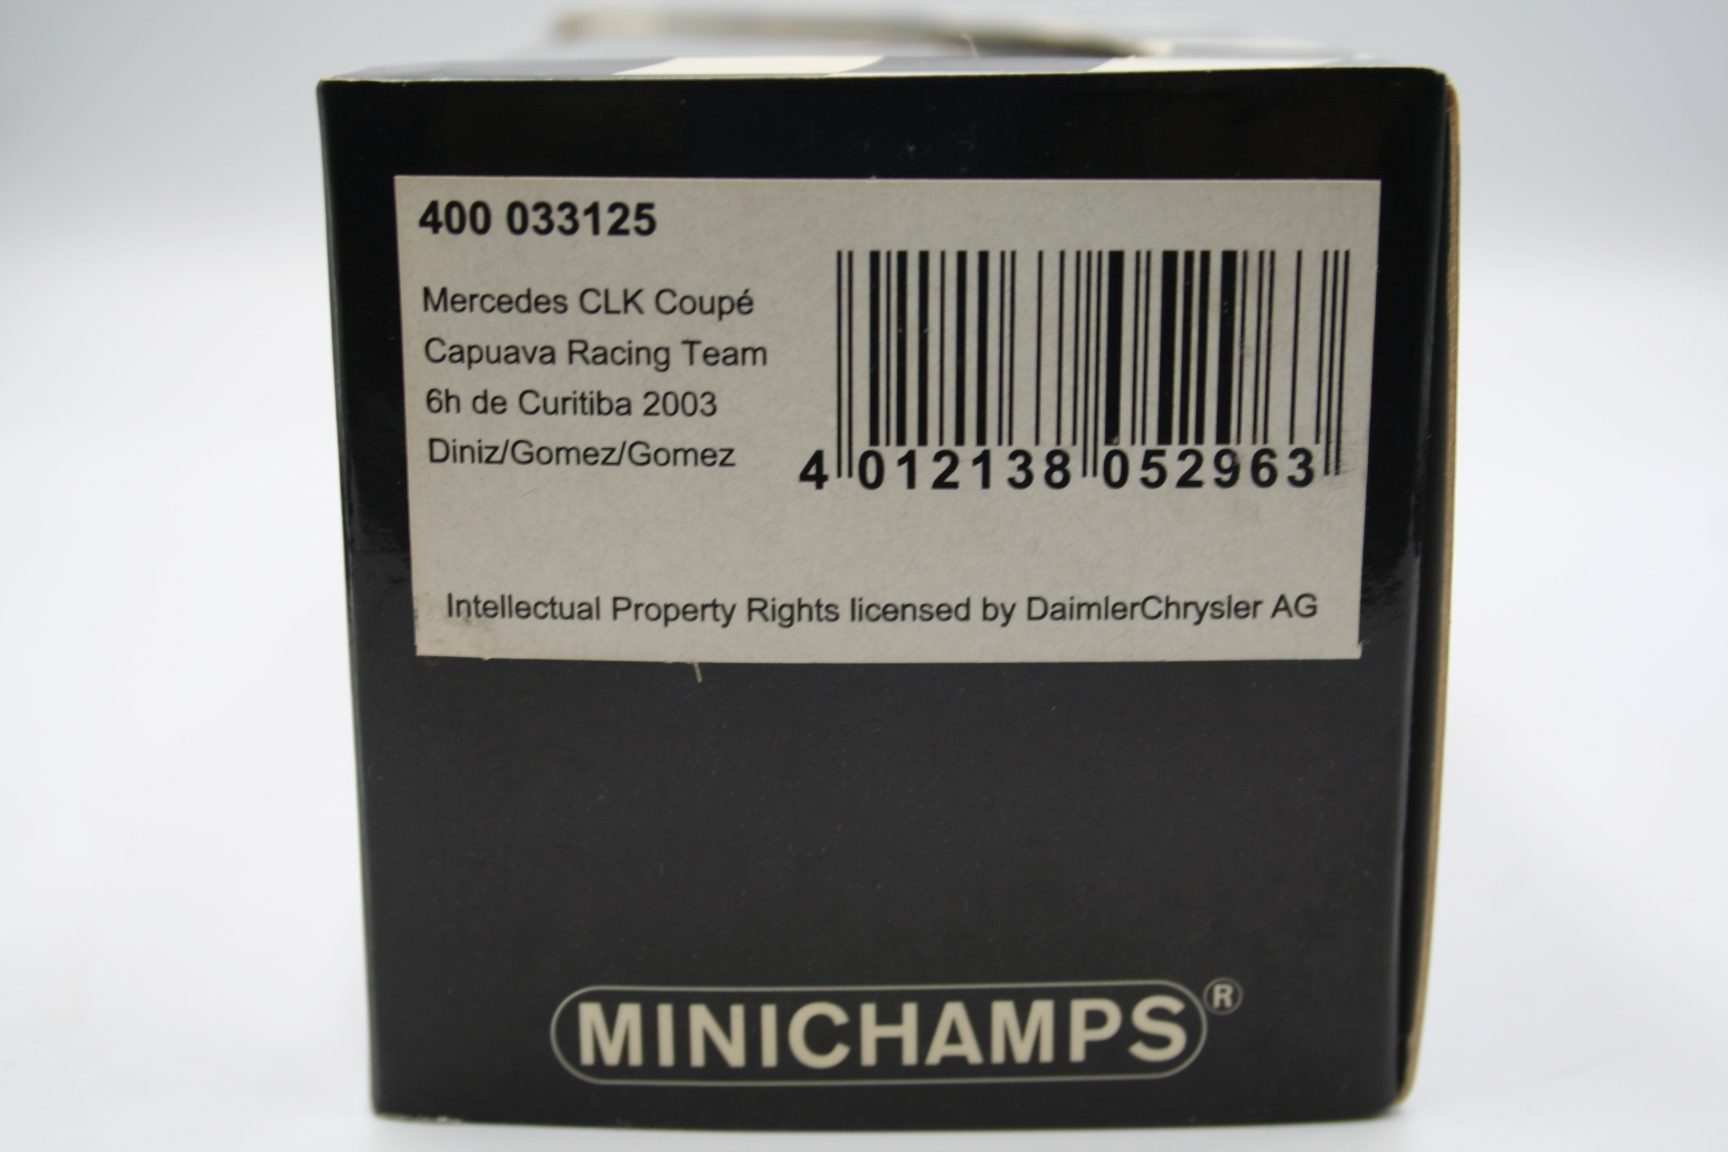 400 033125
Mercedes CLK Coupé
Capuava Racing Team
6h de Curitiba 2003
Diniz/Gomez/Gomez
4 012138 052963
Intellectual Property Rights licensed by DaimlerChrysler AG
MINICHAMPS®